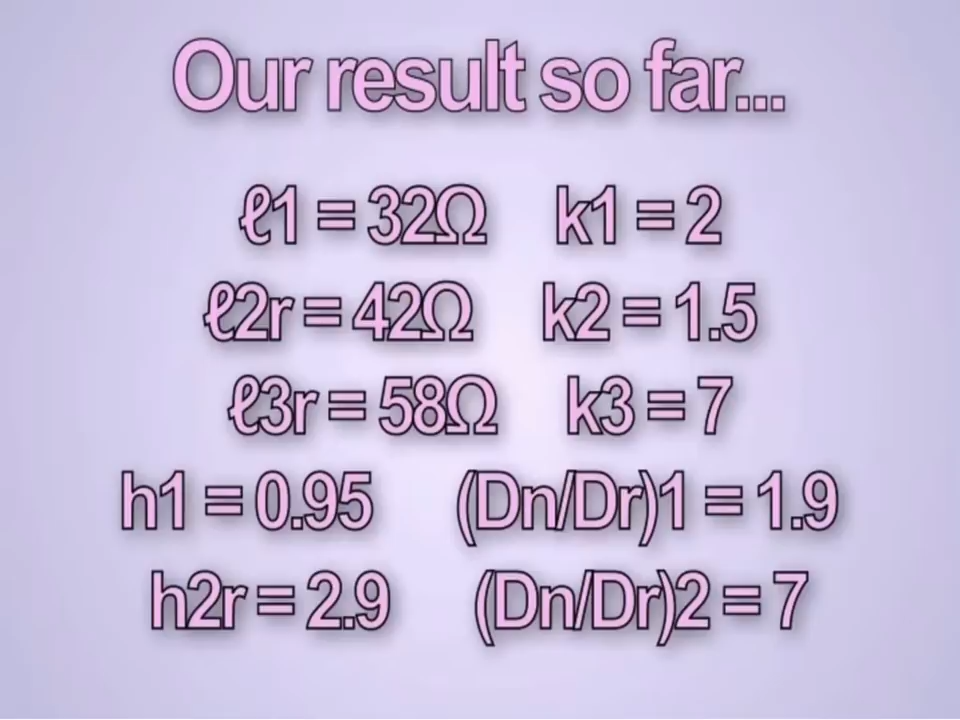 Our result so far...
ℓ1 = 32Ω k1 = 2
ℓ2r = 42Ω k2 = 1.5
ℓ3r = 58Ω k3 = 7
h1 = 0.95 (Dn/Dr)1 = 1.9
h2r = 2.9 (Dn/Dr)2 = 7